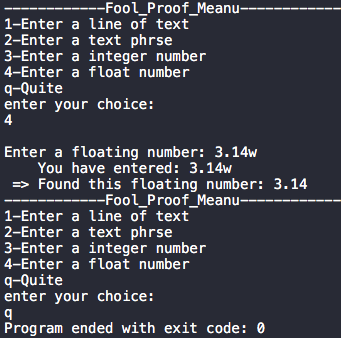 ------------Fool_Proof_Meanu------------
1-Enter a line of text
2-Enter a text phrse
3-Enter a integer number
4-Enter a float number
q-Quite
enter your choice:
4

Enter a floating number: 3.14w
    You have entered: 3.14w
 => Found this floating number: 3.14
------------Fool_Proof_Meanu------------
1-Enter a line of text
2-Enter a text phrse
3-Enter a integer number
4-Enter a float number
q-Quite
enter your choice:
q
Program ended with exit code: 0